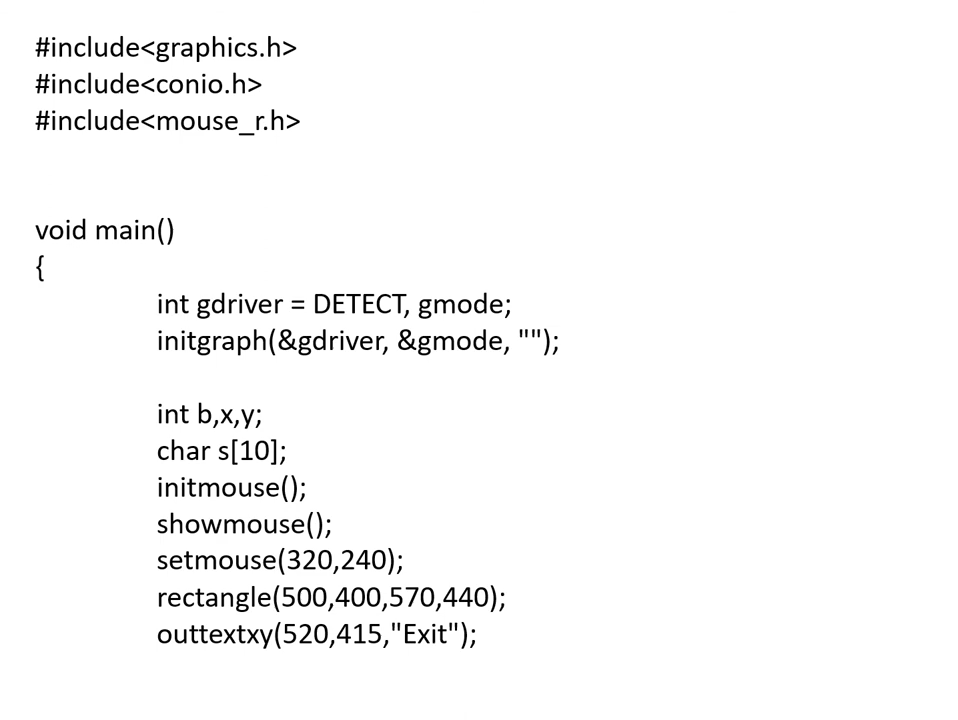 #include<graphics.h>
#include<conio.h>
#include<mouse_r.h>
void main()
{
int gdriver = DETECT, gmode;
initgraph(&gdriver, &gmode, "");
int b,x,y;
char s[10];
initmouse();
showmouse();
setmouse(320,240);
rectangle(500,400,570,440);
outtextxy(520,415,"Exit");